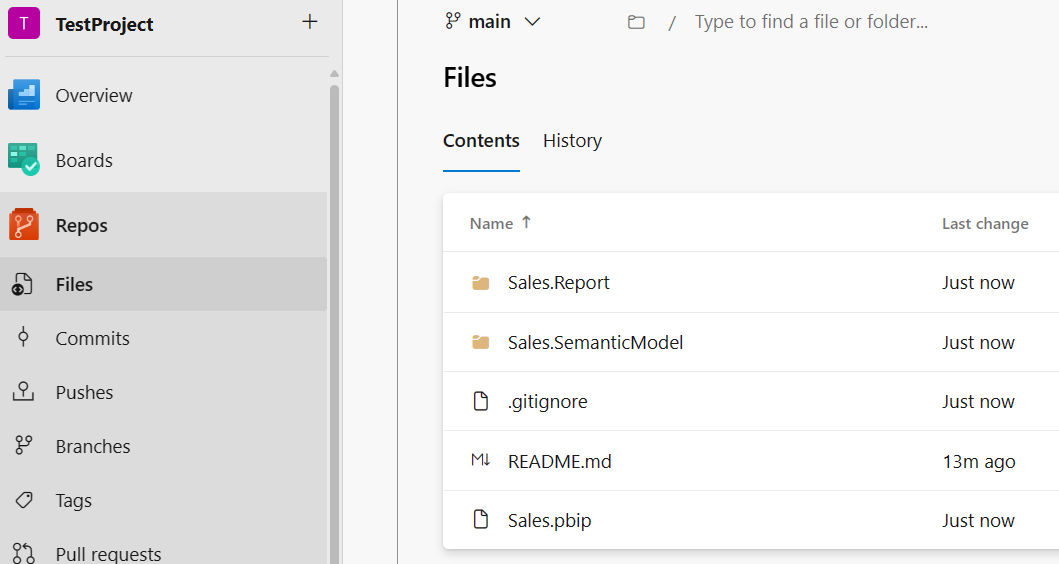 T TestProject +
Overview
Boards
Repos
Files
Commits
Pushes
Branches
Tags
Pull requests
main / Type to find a file or folder...
Files
Contents History
Name ↑ Last change
Sales.Report Just now
Sales.SemanticModel Just now
.gitignore Just now
M↓ README.md 13m ago
Sales.pbip Just now